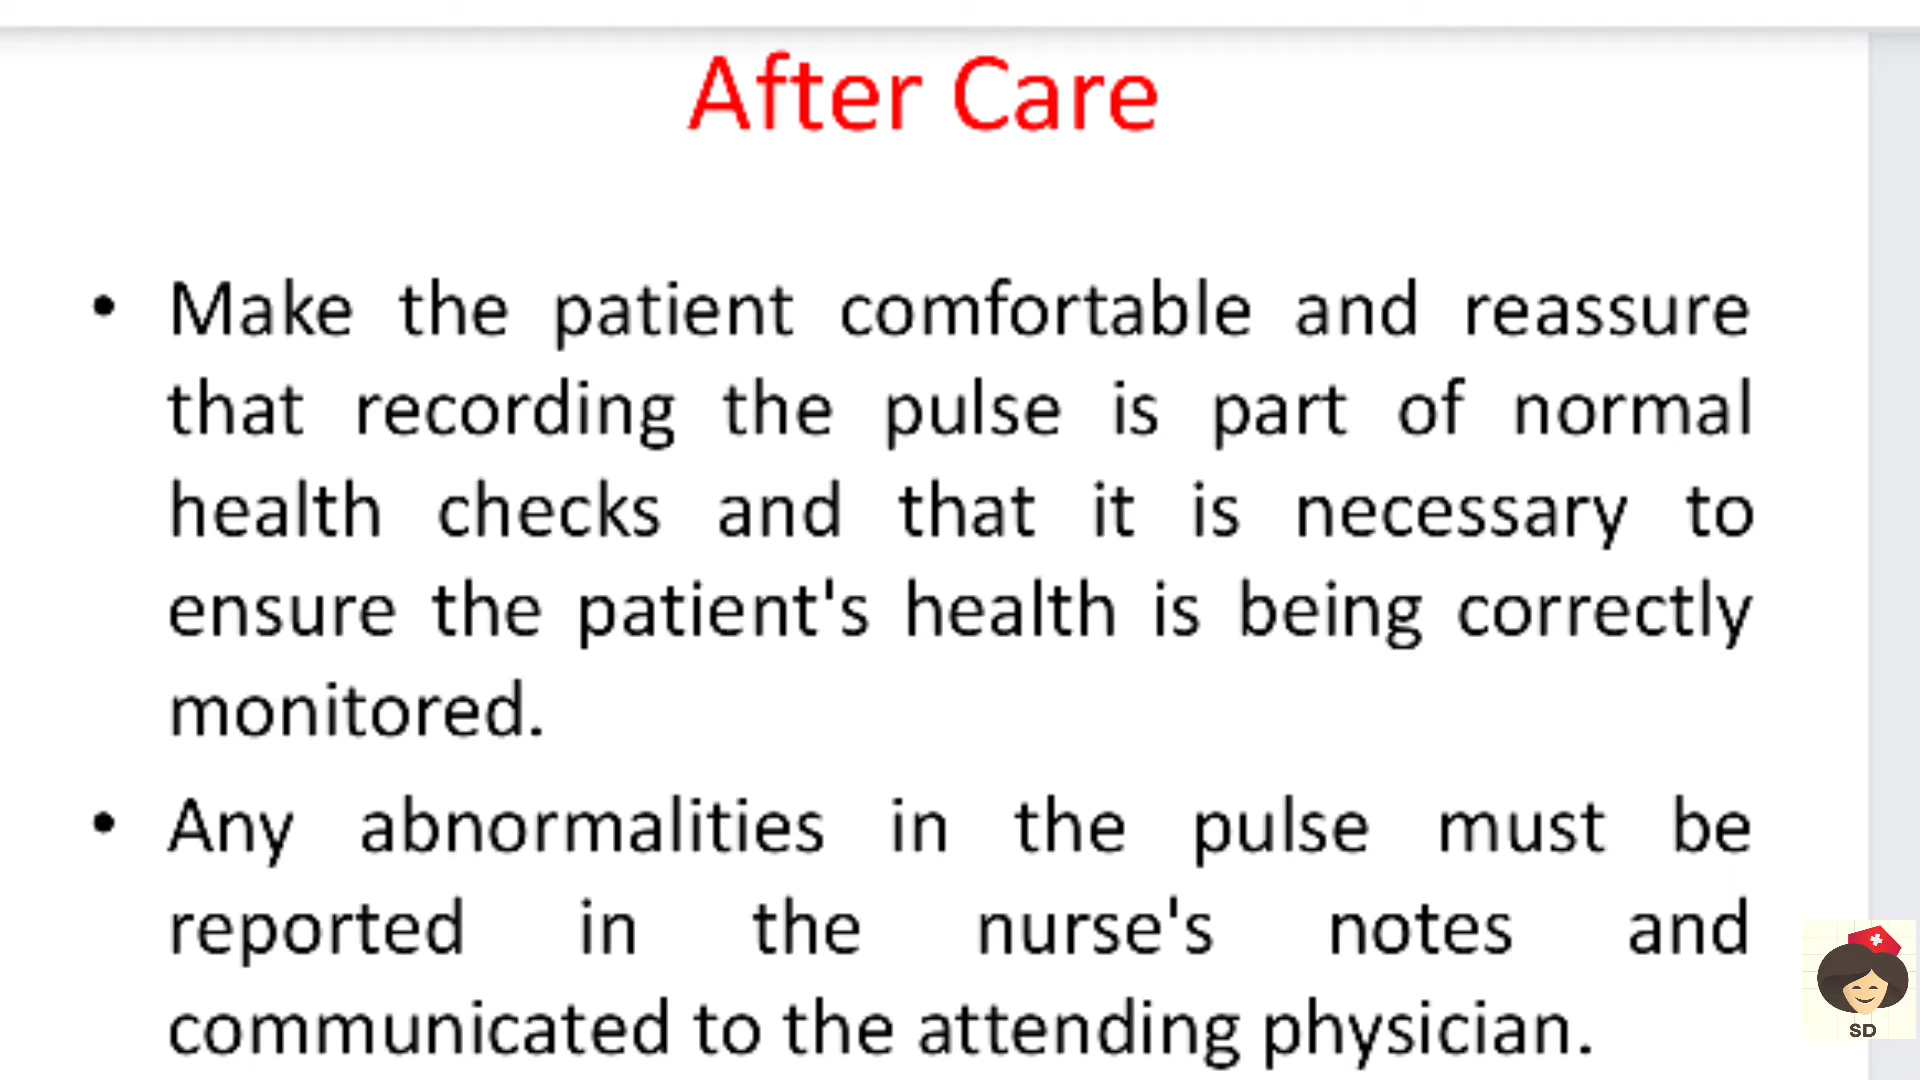 After Care
• Make the patient comfortable and reassure
that recording the pulse is part of normal
health checks and that it is necessary to
ensure the patient's health is being correctly
monitored.
• Any abnormalities in the pulse must be
reported in the nurse's notes and
communicated to the attending physician.
SD